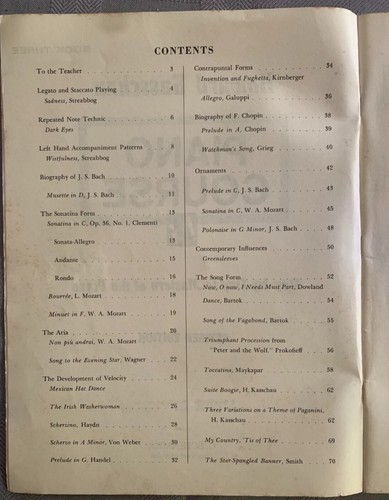 CONTENTS
To the Teacher . . . 3
Legato and Staccato Playing . . . 4
Sadness, Streabbog
Repeated Note Technic . . . 6
Dark Eyes
Left Hand Accompaniment Patterns . . . 8
Wistfulness, Streabbog
Biography of J. S. Bach . . . 10
Musette in D, J. S. Bach . . . 11
The Sonatina Form . . . 13
Sonatina in C, Op. 36, No. 1, Clementi
Sonata-Allegro . . . 13
Andante . . . 15
Rondo . . . 16
Bourrée, L. Mozart . . . 18
Minuet in F, W. A. Mozart . . . 19
The Aria . . . 20
Non più andrai, W. A. Mozart
Song to the Evening Star, Wagner . . . 22
The Development of Velocity . . . 24
Mexican Hat Dance
The Irish Washerwoman . . . 26
Scherzino, Haydn . . . 28
Scherzo in A Minor, Von Weber . . . 30
Prelude in G, Handel . . . 32
Contrapuntal Forms . . . 34
Invention and Fughetta, Kirnberger
Allegro, Galuppi . . . 36
Biography of F. Chopin . . . 38
Prelude in A, Chopin . . . 39
Watchman's Song, Grieg . . . 40
Ornaments . . . 42
Prelude in C, J. S. Bach . . . 43
Sonatina in C, W. A. Mozart . . . 45
Polonaise in G Minor, J. S. Bach . . . 48
Contemporary Influences . . . 50
Greensleeves
The Song Form . . . 52
Now, O now, I Needs Must Part, Dowland
Dance, Bartok . . . 54
Song of the Vagabond, Bartok . . . 55
Triumphant Procession from
"Peter and the Wolf," Prokofieff . . . 56
Toccatina, Maykapar . . . 58
Suite Boogie, H. Kasschau . . . 62
Three Variations on a Theme of Paganini,
H. Kasschau . . . 62
My Country, 'Tis of Thee . . . 69
The Star-Spangled Banner, Smith . . . 70